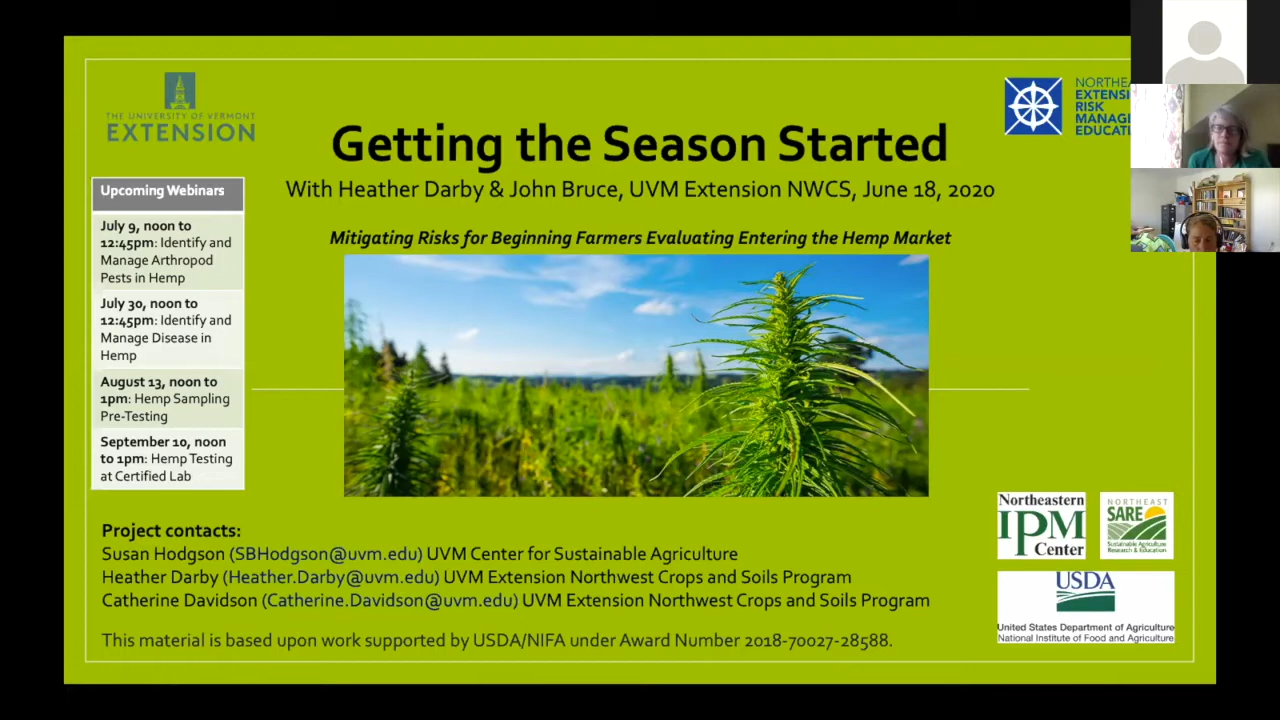 THE UNIVERSITY OF VERMONT
EXTENSION
Getting the Season Started
With Heather Darby & John Bruce, UVM Extension NWCS, June 18, 2020
Mitigating Risks for Beginning Farmers Evaluating Entering the Hemp Market
NORTHE
EXTENSI
RISK
MANAG
EDUCATI
Upcoming Webinars
July 9, noon to
12:45pm: Identify and
Manage Arthropod
Pests in Hemp
July 30, noon to
12:45pm: Identify and
Manage Disease in
Hemp
August 13, noon to
1pm: Hemp Sampling
Pre-Testing
September 10, noon
to 1pm: Hemp Testing
at Certified Lab
Project contacts:
Susan Hodgson (SBHodgson@uvm.edu) UVM Center for Sustainable Agriculture
Heather Darby (Heather.Darby@uvm.edu) UVM Extension Northwest Crops and Soils Program
Catherine Davidson (Catherine.Davidson@uvm.edu) UVM Extension Northwest Crops and Soils Program
This material is based upon work supported by USDA/NIFA under Award Number 2018-70027-28588.
Northeastern
IPM
Center
NORTHEAST
SARE
Sustainable Agriculture
Research & Education
USDA
United States Department of Agriculture
National Institute of Food and Agriculture